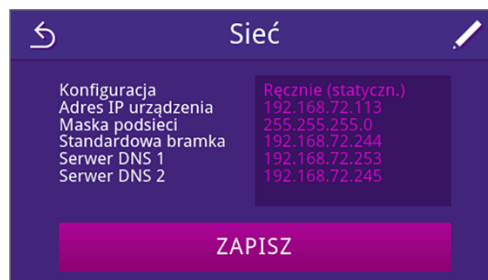 Sieć
Konfiguracja Ręcznie (statyczn.)
Adres IP urządzenia 192.168.72.113
Maska podsieci 255.255.255.0
Standardowa bramka 192.168.72.244
Serwer DNS 1 192.168.72.253
Serwer DNS 2 192.168.72.245
ZAPISZ